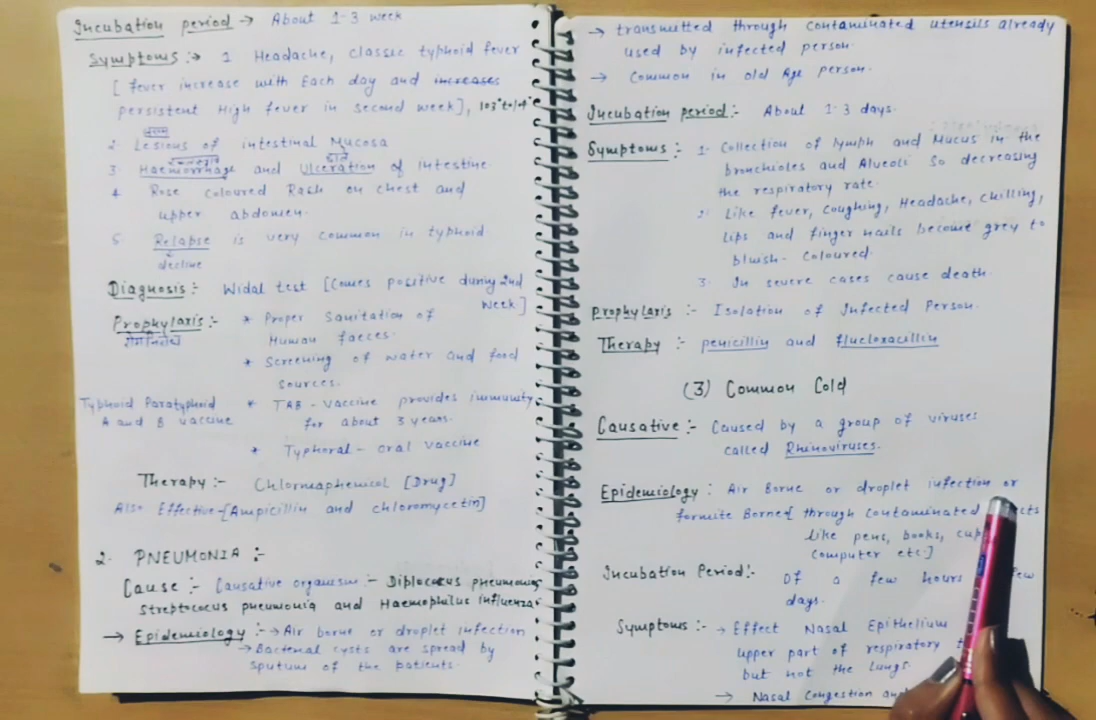 Incubation period → About 1-3 week
Symptoms :→ 1 Headache, classic typhoid fever
[ fever increase with Each day and increases
persistent High fever in second week], 103° to 104°
2. Lesions of intestinal Mucosa
3. Haemorrhage and Ulceration of Intestine
4. Rose coloured Rash on chest and
upper abdomen.
5. Relapse is very common in typhoid
decline
Diagnosis :- Widal test [Comes positive during 2nd
week]
Prophylaxis :- * Proper Sanitation of
Human faeces.
* Screening of water and food
sources.
Typhoid Paratyphoid * TAB - Vaccine provides immunity
A and B vaccine for about 3 years.
* Typhoral - oral vaccine
Therapy :- Chlormaphenicol [Drug]
Also Effective - [Ampicillin and chloromycetin]
2. PNEUMONIA :-
Cause :- Causative organism :- Diplococus pneumonia,
streptococus pneumonia and Haemophilus influenza.
→ Epidemiology :- → Air borne or droplet infection
→ Bacterial cysts are spread by
sputum of the patients.
→ transmitted through contaminated utensils already
used by infected person.
→ Common in old Age person.
Incubation period :- About 1-3 days.
Symptoms :- 1. Collection of lymph and Mucus in the
bronchioles and Alveoli so decreasing
the respiratory rate.
2. Like fever, coughing, Headache, chilling,
lips and finger nails become grey to
bluish - coloured.
3. In severe cases cause death.
Prophylaxis :- Isolation of Infected Person.
Therapy :- penicillin and flucloxacillin
(3) Common Cold
Causative :- Caused by a group of viruses
called Rhinoviruses.
Epidemiology : Air Borne or droplet infection or
formite Borne[ through contaminated
like pens, books, cup
computer etc.]
Incubation Period :- Of a few hours few
days.
Symptoms :- → Effect Nasal Epithelium
upper part of respiratory
but not the lungs.
→ Nasal Congestion